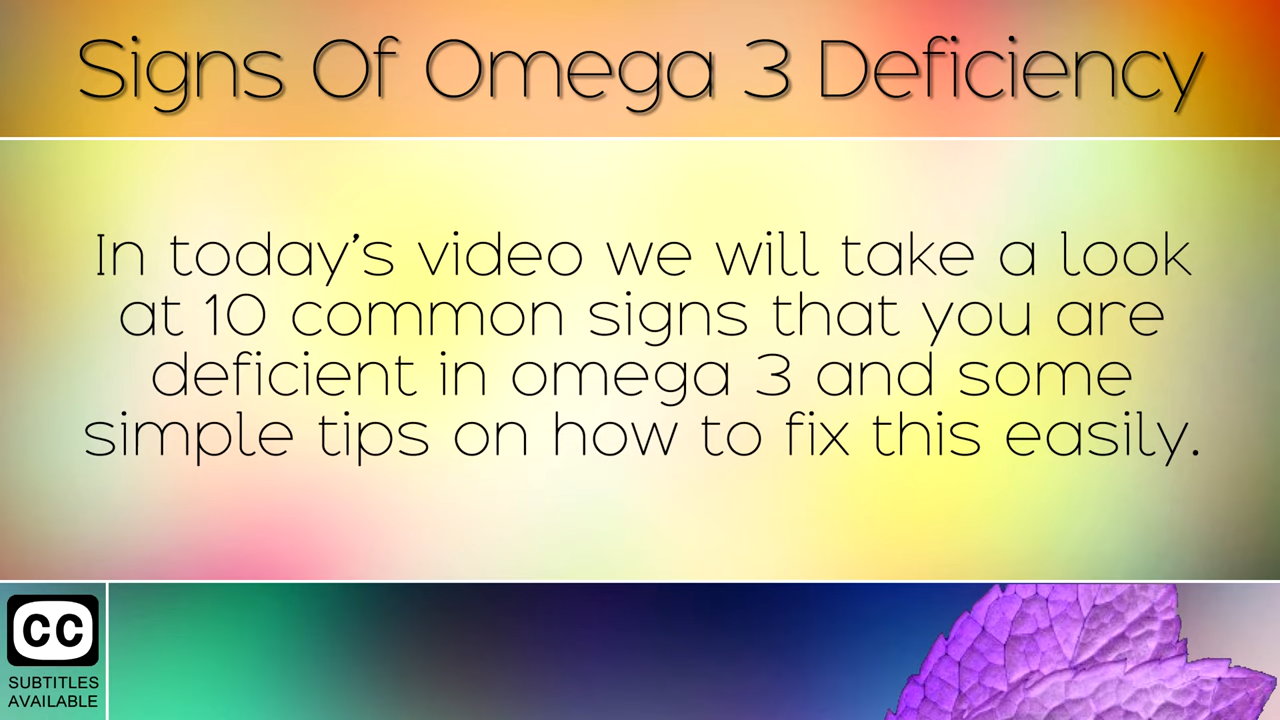 Signs Of Omega 3 Deficiency
In today's video we will take a look
at 10 common signs that you are
deficient in omega 3 and some
simple tips on how to fix this easily.
CC
SUBTITLES
AVAILABLE